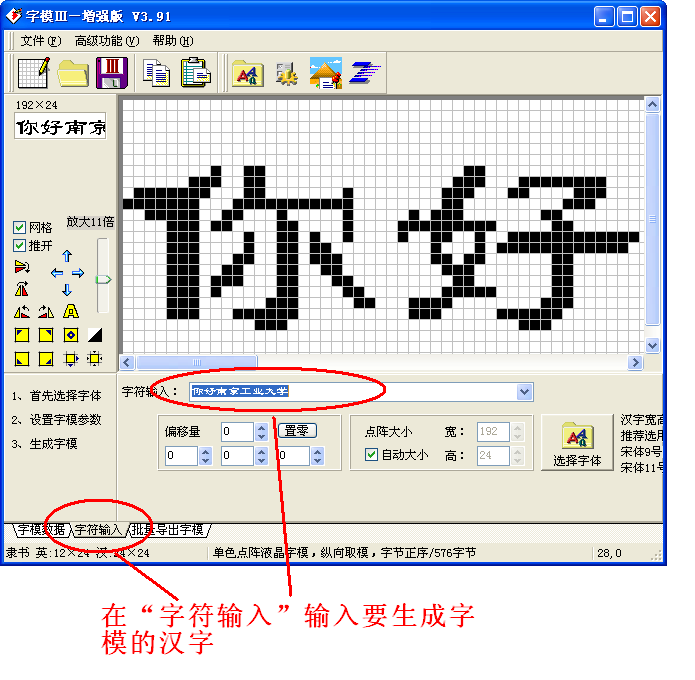 字模Ⅲ－增强版 V3.91
文件(F) 高级功能(V) 帮助(H)
192×24
你好南京
你好
网格 放大11倍
推开
1、首先选择字体
2、设置字模参数
3、生成字模
字符输入： 你好南京工业大学
偏移量 0 置零
0 0 0
点阵大小 宽： 192
自动大小 高： 24
选择字体
汉字宽高
推荐选用
宋体9号
宋体11号
字模数据 字符输入 批量导出字模
隶书 英:12×24 汉:24×24 单色点阵液晶字模，纵向取模，字节正序/576字节 28,0
在“字符输入”输入要生成字
模的汉字